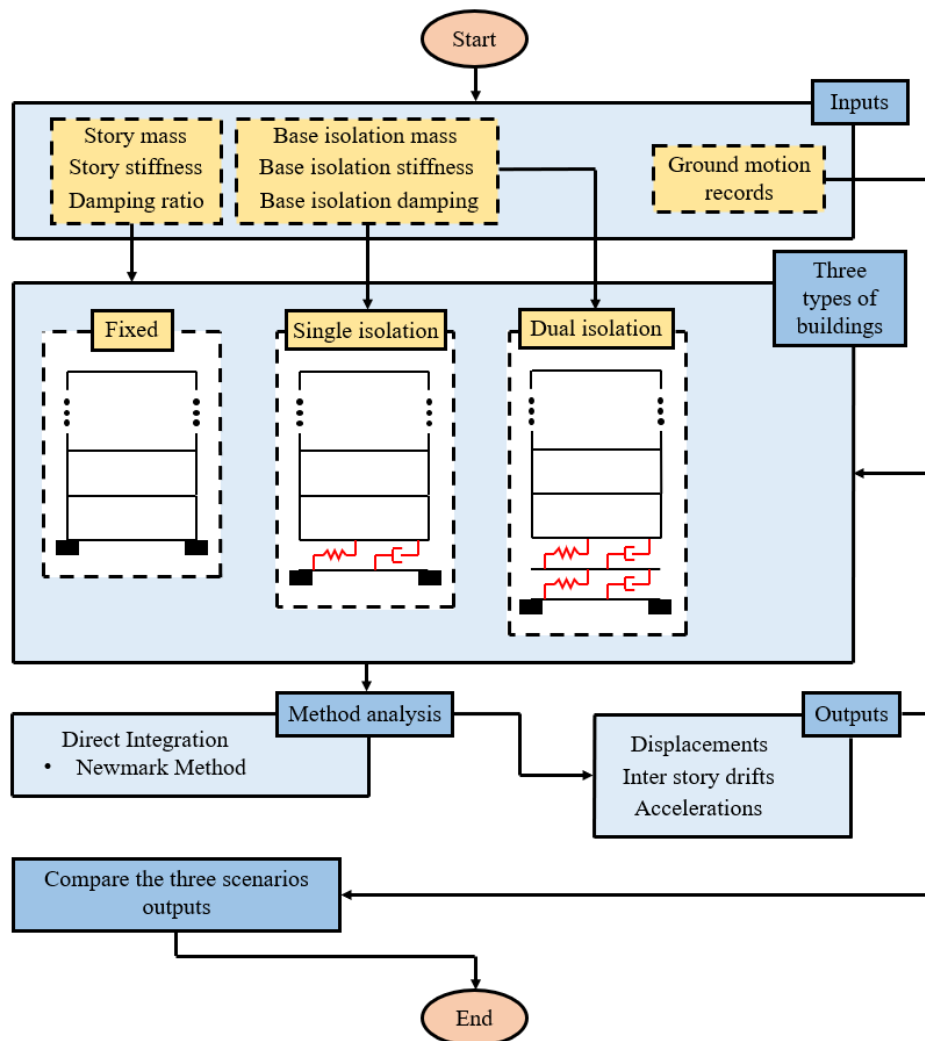 Start
Inputs
Story mass
Story stiffness
Damping ratio
Base isolation mass
Base isolation stiffness
Base isolation damping
Ground motion
records
Three
types of
buildings
Fixed
Single isolation
Dual isolation
Method analysis
Direct Integration
• Newmark Method
Outputs
Displacements
Inter story drifts
Accelerations
Compare the three scenarios
outputs
End